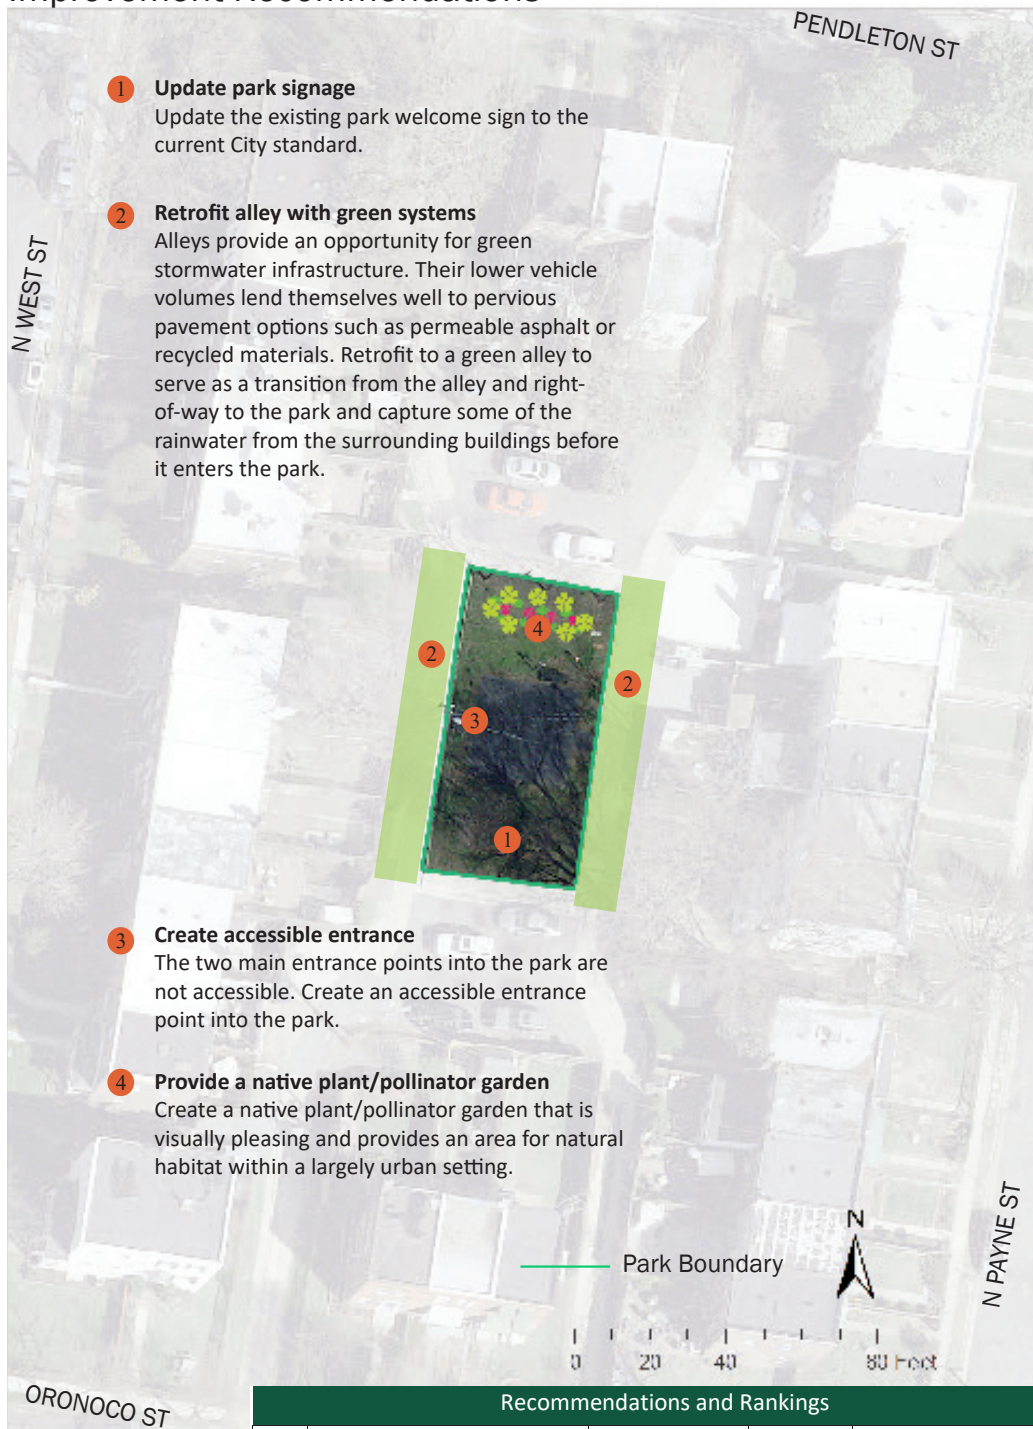 Improvement Recommendations
PENDLETON ST
1 Update park signage
Update the existing park welcome sign to the
current City standard.
2 Retrofit alley with green systems
Alleys provide an opportunity for green
stormwater infrastructure. Their lower vehicle
volumes lend themselves well to pervious
pavement options such as permeable asphalt or
recycled materials. Retrofit to a green alley to
serve as a transition from the alley and right-
of-way to the park and capture some of the
rainwater from the surrounding buildings before
it enters the park.
N WEST ST
4
2
2
3
1
3 Create accessible entrance
The two main entrance points into the park are
not accessible. Create an accessible entrance
point into the park.
4 Provide a native plant/pollinator garden
Create a native plant/pollinator garden that is
visually pleasing and provides an area for natural
habitat within a largely urban setting.
N PAYNE ST
N
Park Boundary
0 20 40 80 Feet
ORONOCO ST
Recommendations and Rankings